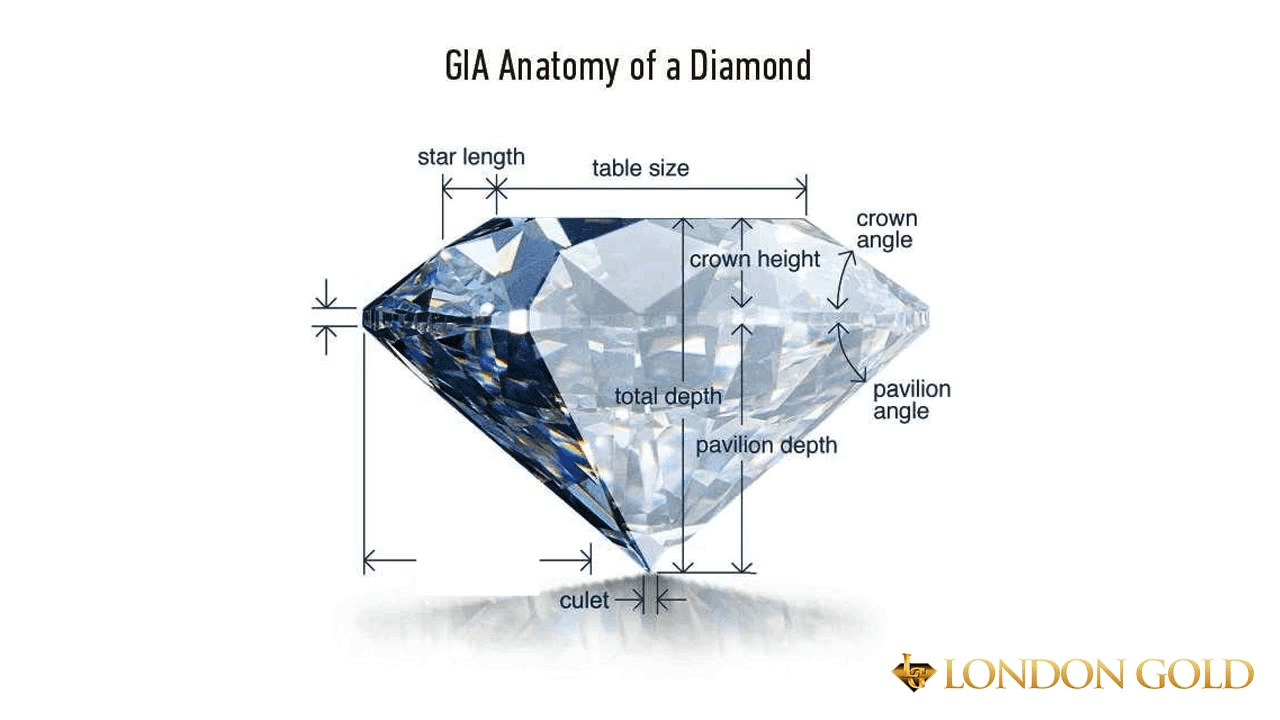 GIA Anatomy of a Diamond
star length
table size
crown
angle
crown height
total depth
pavilion
angle
pavilion depth
culet
LG LONDON GOLD